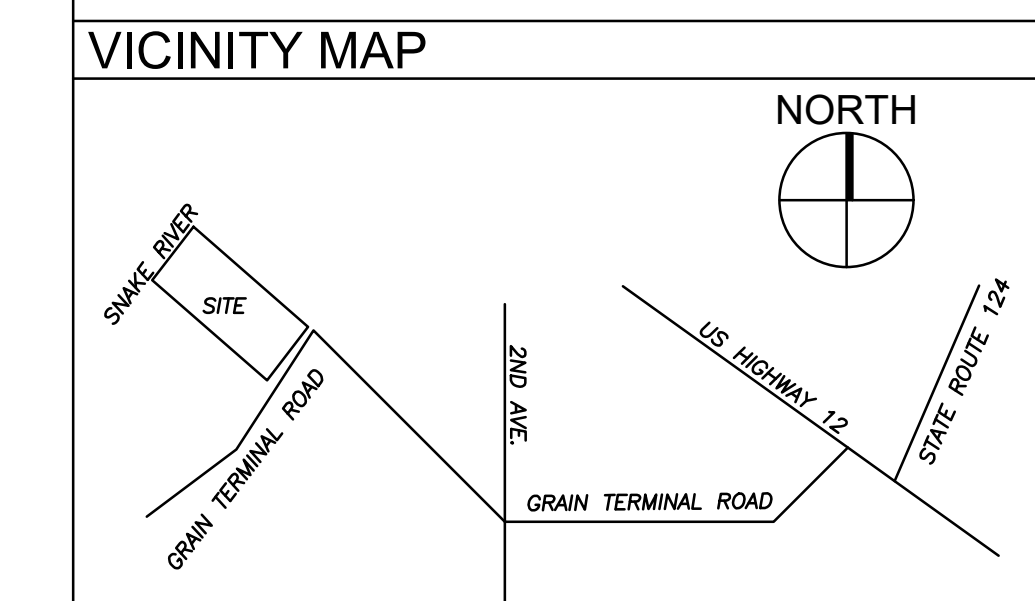 VICINITY MAP
NORTH
SNAKE RIVER
SITE
US HIGHWAY 12
STATE ROUTE 124
2ND AVE.
GRAIN TERMINAL ROAD
GRAIN TERMINAL ROAD